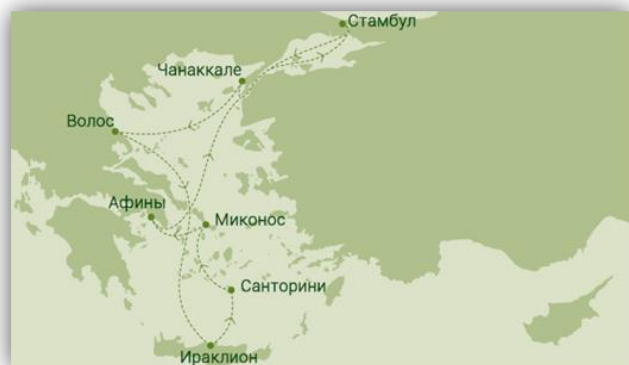 Стамбул
Чанаккале
Волос
Афины
Миконос
Санторини
Ираклион